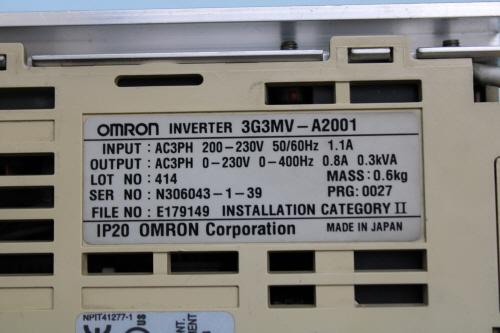 OMRON INVERTER 3G3MV-A2001
INPUT : AC3PH 200-230V 50/60Hz 1.1A
OUTPUT : AC3PH 0-230V 0-400Hz 0.8A 0.3kVA
LOT NO : 414 MASS: 0.6kg
SER NO : N306043-1-39 PRG: 0027
FILE NO : E179149 INSTALLATION CATEGORY II
IP20 OMRON Corporation MADE IN JAPAN
NPIT41277-1
CE US